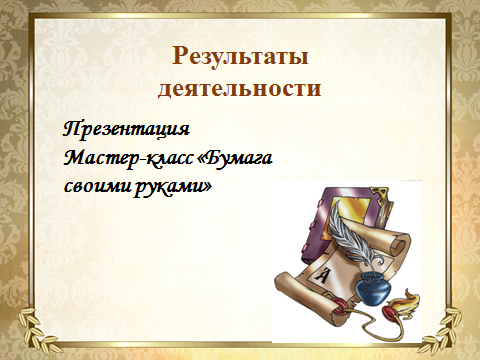 Результаты
деятельности
Презентация
Мастер-класс «Бумага
своими руками»
А